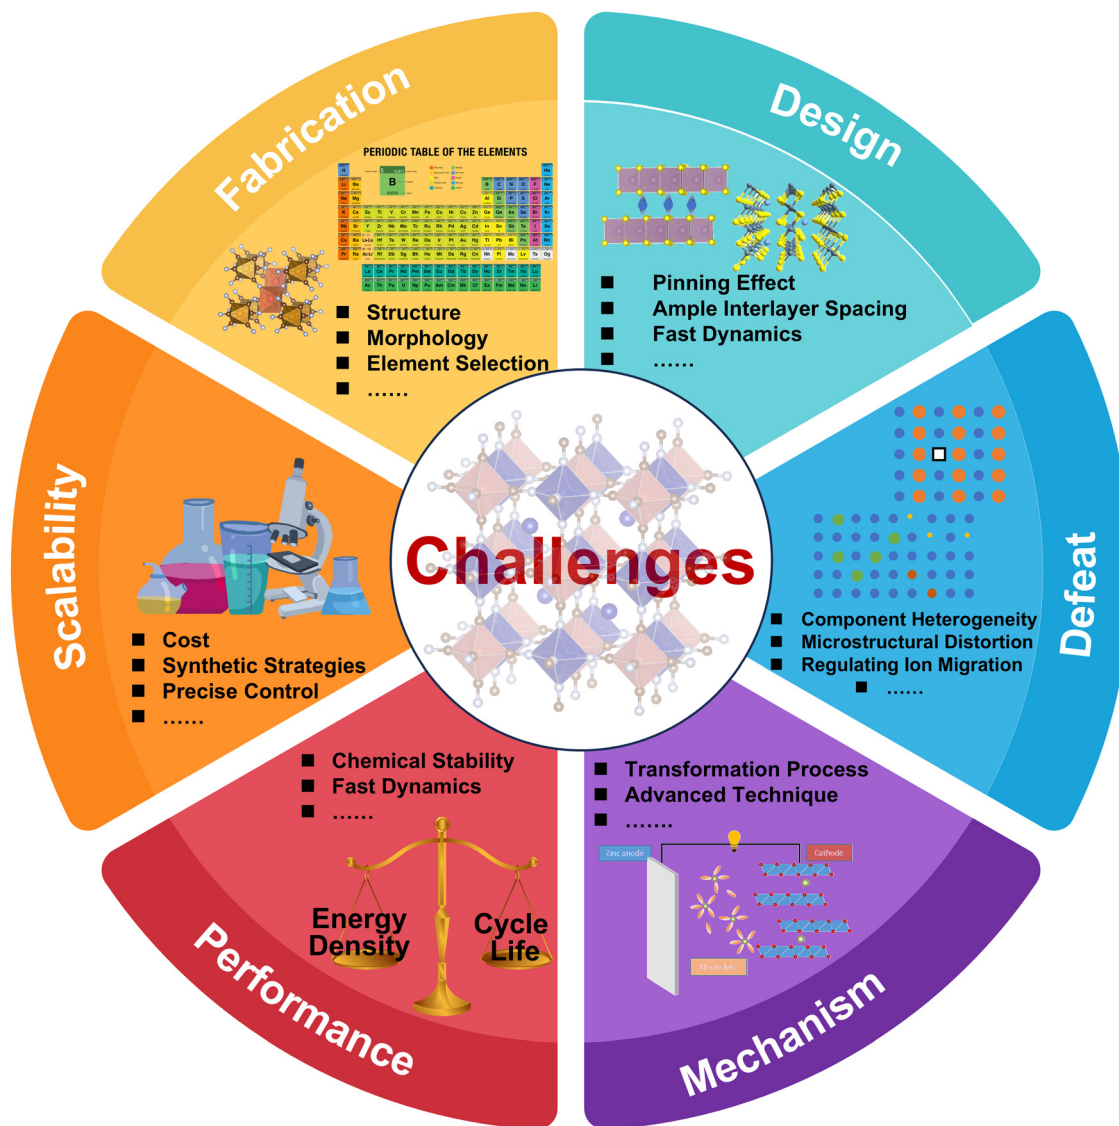 Fabrication
PERIODIC TABLE OF THE ELEMENTS
B
Structure
Morphology
Element Selection
......
Design
Pinning Effect
Ample Interlayer Spacing
Fast Dynamics
......
Defeat
Component Heterogeneity
Microstructural Distortion
Regulating Ion Migration
......
Mechanism
Transformation Process
Advanced Technique
.......
Zinc anode
Cathode
Performance
Chemical Stability
Fast Dynamics
......
Energy
Density
Cycle
Life
Scalability
Cost
Synthetic Strategies
Precise Control
......
Challenges